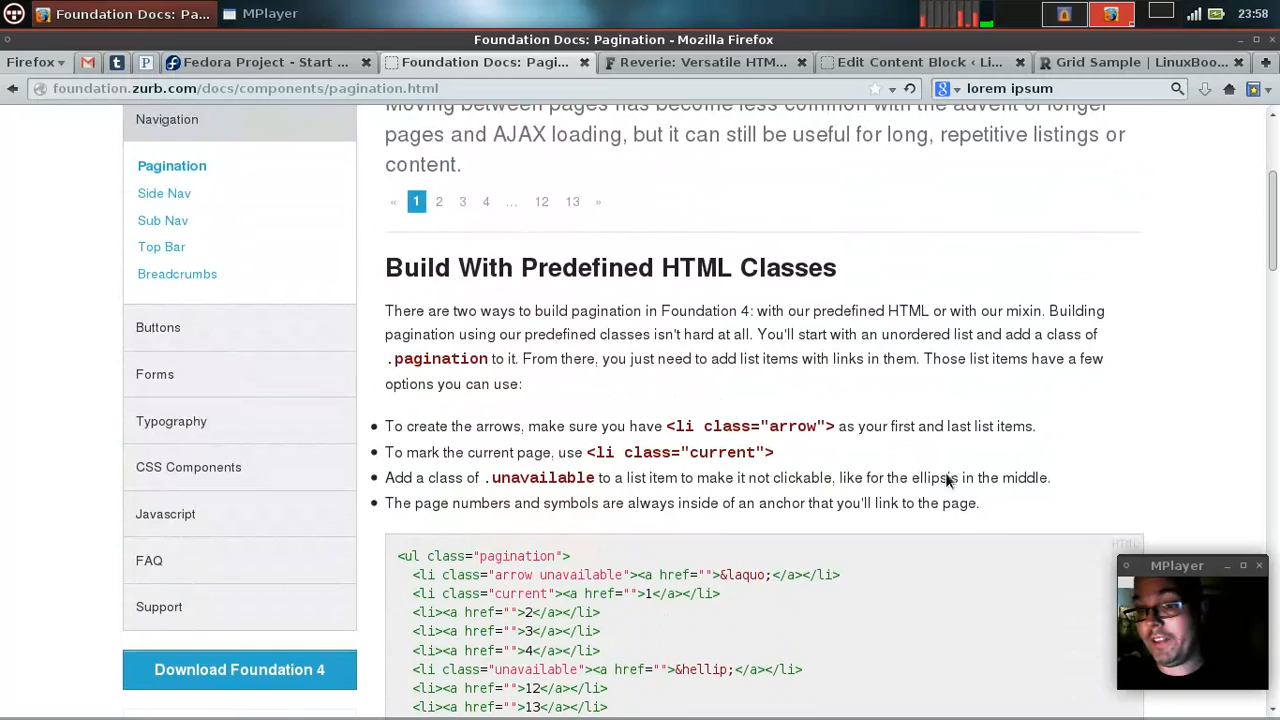 Foundation Docs: Pa...
MPlayer
23:58
Foundation Docs: Pagination - Mozilla Firefox
Firefox
Fedora Project - Start ...
Foundation Docs: Pagi...
Reverie: Versatile HTM...
Edit Content Block ‹ Li...
Grid Sample | LinuxBoo...
foundation.zurb.com/docs/components/pagination.html
lorem ipsum
Navigation
Pagination
Side Nav
Sub Nav
Top Bar
Breadcrumbs
Buttons
Forms
Typography
CSS Components
Javascript
FAQ
Support
Download Foundation 4
Moving between pages has become less common with the advent of longer
pages and AJAX loading, but it can still be useful for long, repetitive listings or
content.
« 1 2 3 4 ... 12 13 »
Build With Predefined HTML Classes
There are two ways to build pagination in Foundation 4: with our predefined HTML or with our mixin. Building
pagination using our predefined classes isn't hard at all. You'll start with an unordered list and add a class of
.pagination to it. From there, you just need to add list items with links in them. Those list items have a few
options you can use:
• To create the arrows, make sure you have <li class="arrow"> as your first and last list items.
• To mark the current page, use <li class="current">
• Add a class of .unavailable to a list item to make it not clickable, like for the ellipsis in the middle.
• The page numbers and symbols are always inside of an anchor that you'll link to the page.
HTML
<ul class="pagination">
<li class="arrow unavailable"><a href="">&laquo;</a></li>
<li class="current"><a href="">1</a></li>
<li><a href="">2</a></li>
<li><a href="">3</a></li>
<li><a href="">4</a></li>
<li class="unavailable"><a href="">&hellip;</a></li>
<li><a href="">12</a></li>
<li><a href="">13</a></li>
MPlayer